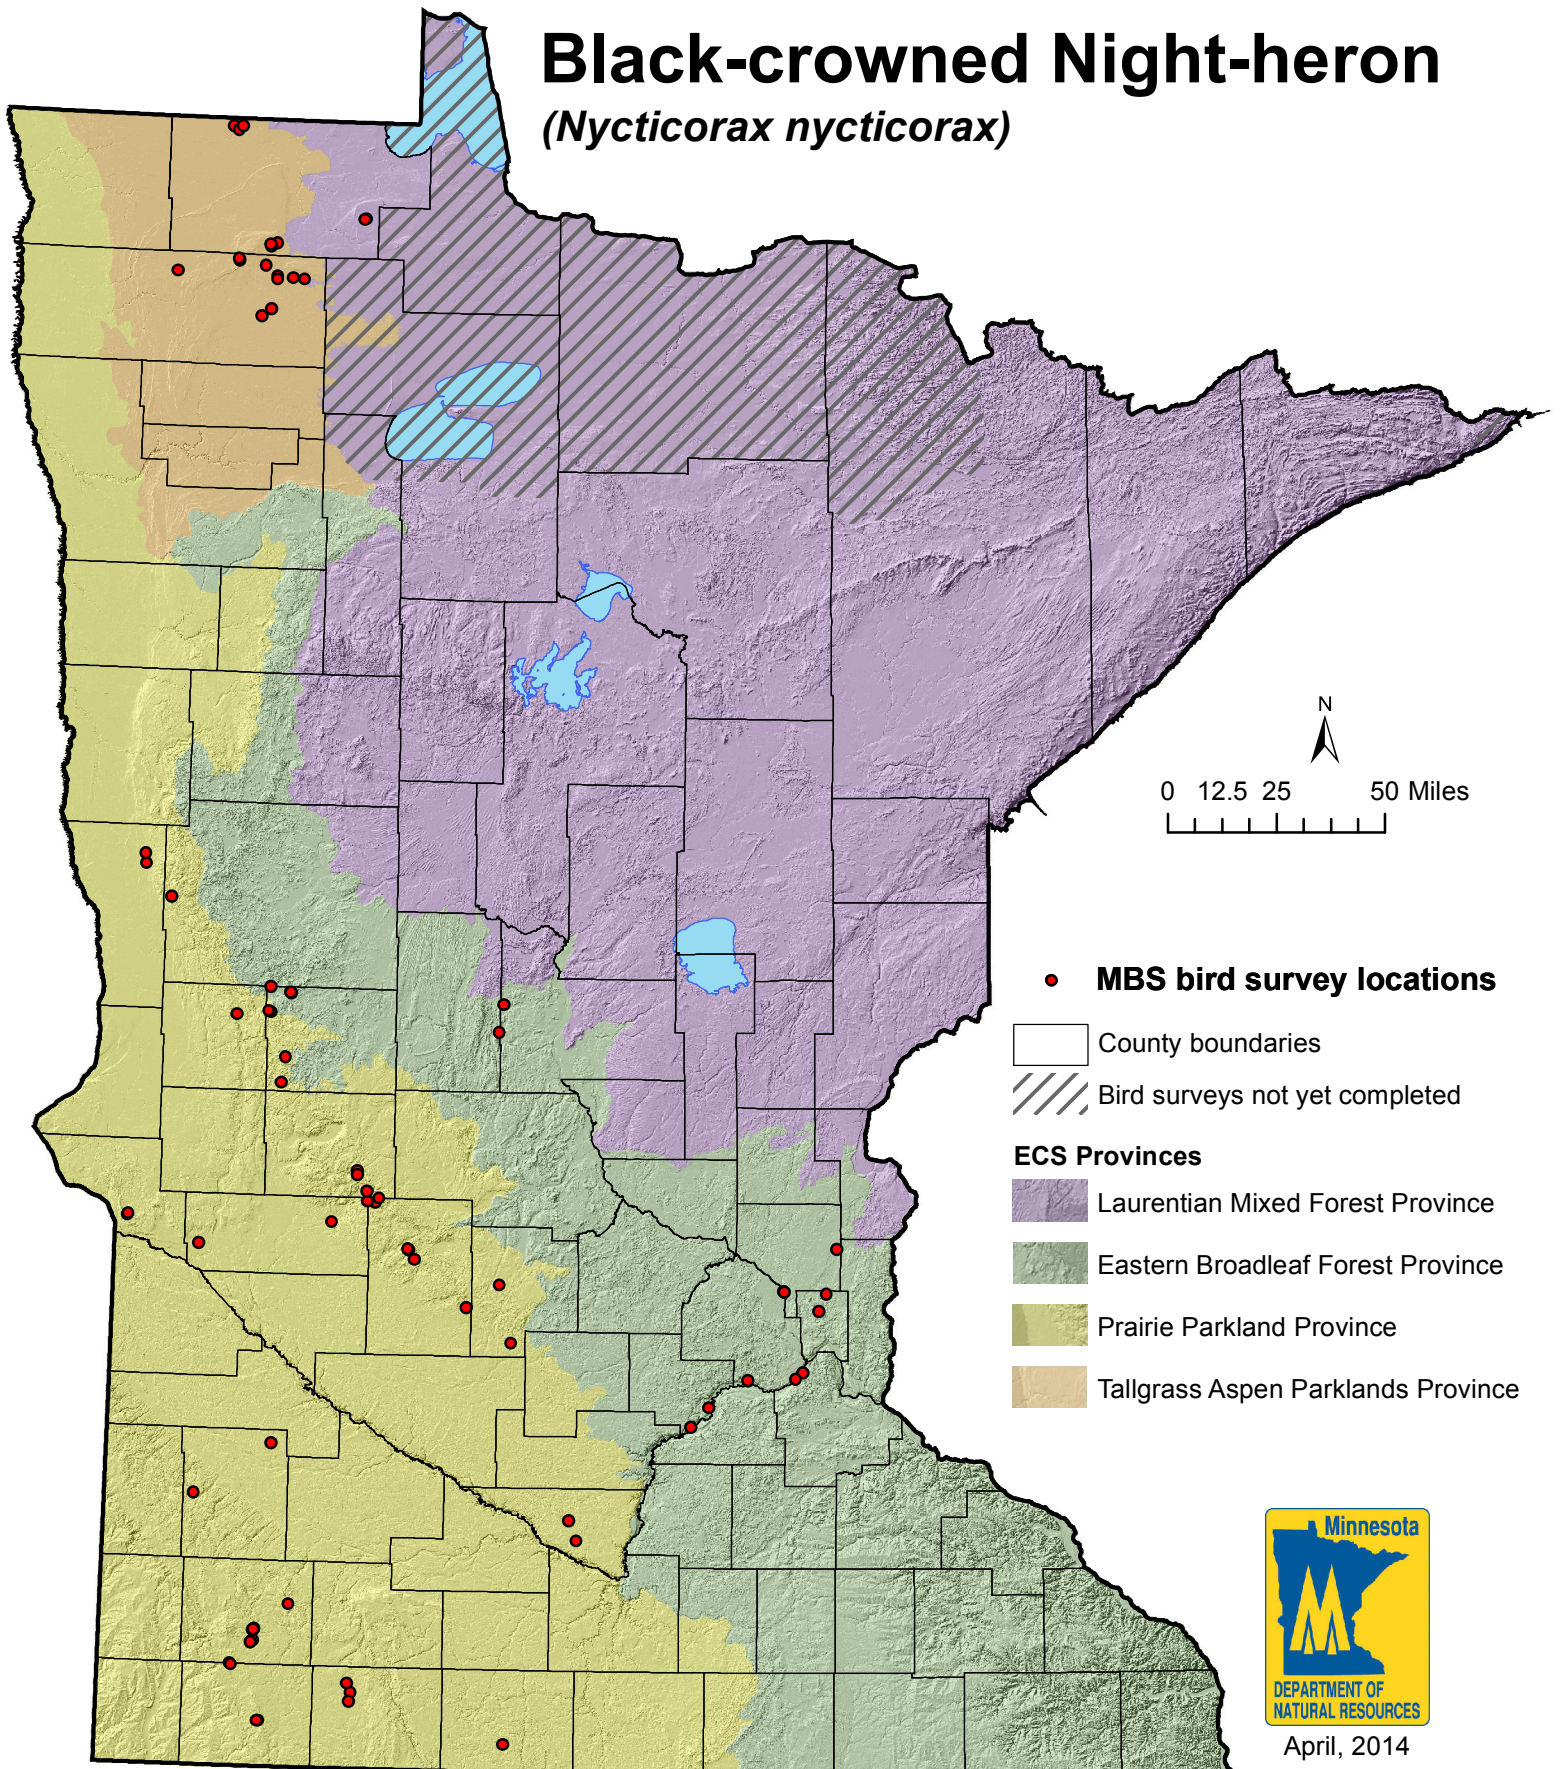 Black-crowned Night-heron
(Nycticorax nycticorax)
N
0 12.5 25 50 Miles
MBS bird survey locations
County boundaries
Bird surveys not yet completed
ECS Provinces
Laurentian Mixed Forest Province
Eastern Broadleaf Forest Province
Prairie Parkland Province
Tallgrass Aspen Parklands Province
Minnesota
DEPARTMENT OF
NATURAL RESOURCES
April, 2014